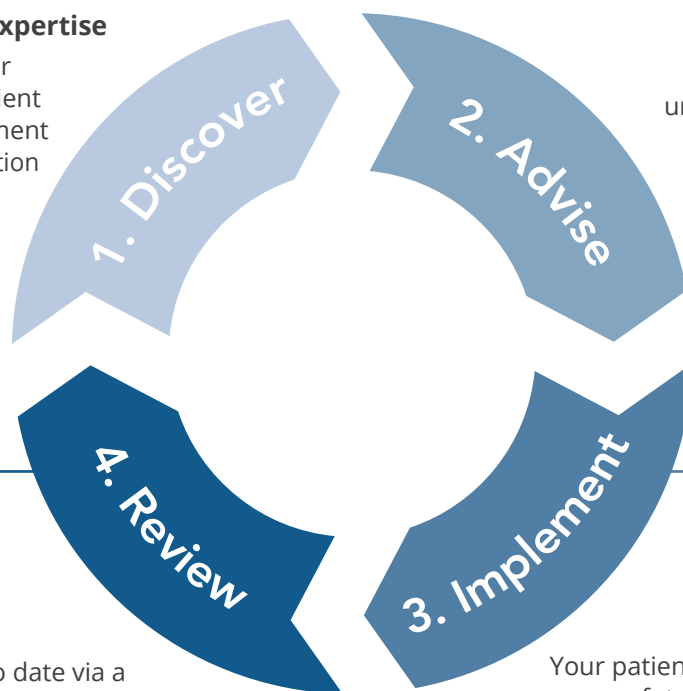 xpertise
r
ient
ment
tion
1. Discover
2. Advise
ur
3. Implement
4. Review
o date via a
Your patien